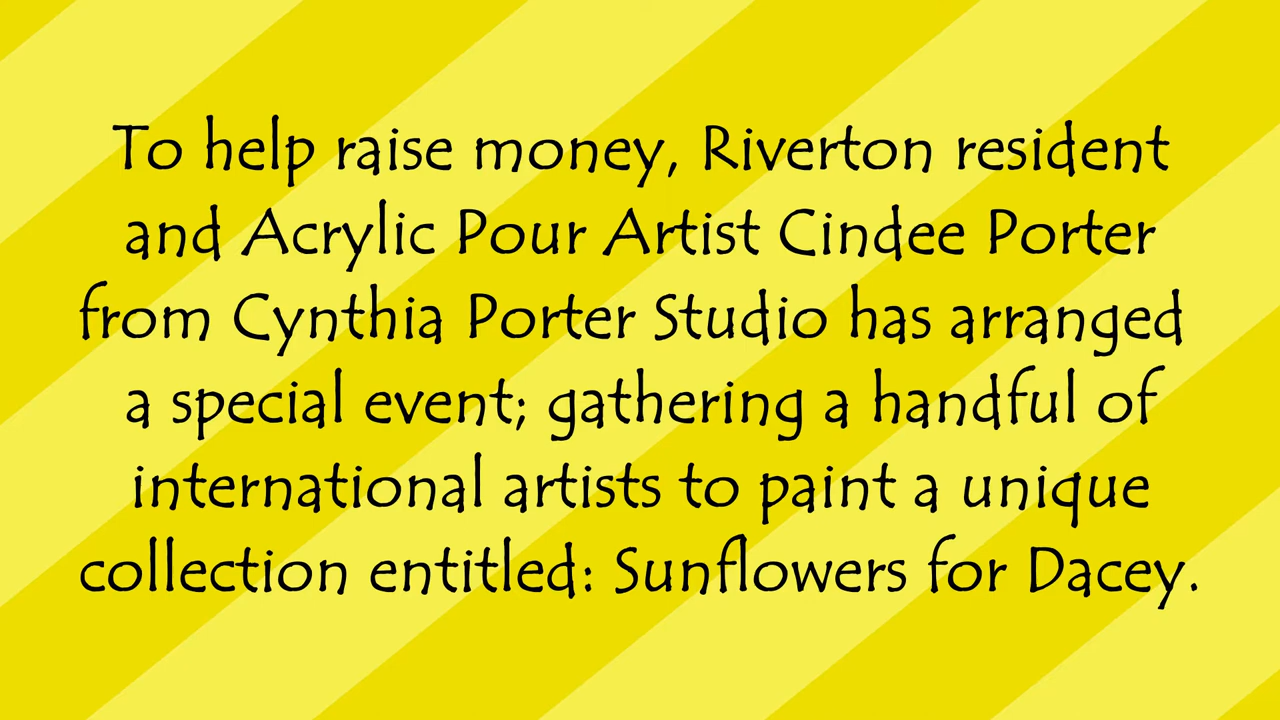 To help raise money, Riverton resident
and Acrylic Pour Artist Cindee Porter
from Cynthia Porter Studio has arranged
a special event; gathering a handful of
international artists to paint a unique
collection entitled: Sunflowers for Dacey.